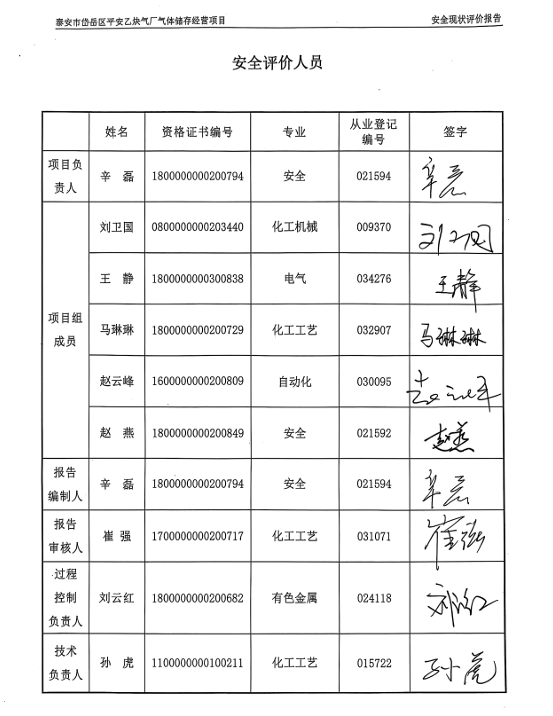 泰安市岱岳区平安乙炔气厂气体储存经营项目 安全现状评价报告
安全评价人员
姓名 资格证书编号 专业 从业登记编号 签字
项目负责人 辛 磊 1800000000200794 安全 021594 辛磊
项目组成员 刘卫国 0800000000203440 化工机械 009370 刘卫国
王 静 1800000000300838 电气 034276 王静
马琳琳 1800000000200729 化工工艺 032907 马琳琳
赵云峰 1600000000200809 自动化 030095 赵云峰
赵 燕 1800000000200849 安全 021592 赵燕
报告编制人 辛 磊 1800000000200794 安全 021594 辛磊
报告审核人 崔 强 1700000000200717 化工工艺 031071 崔强
过程控制负责人 刘云红 1800000000200682 有色金属 024118 刘云红
技术负责人 孙 虎 1100000000100211 化工工艺 015722 孙虎